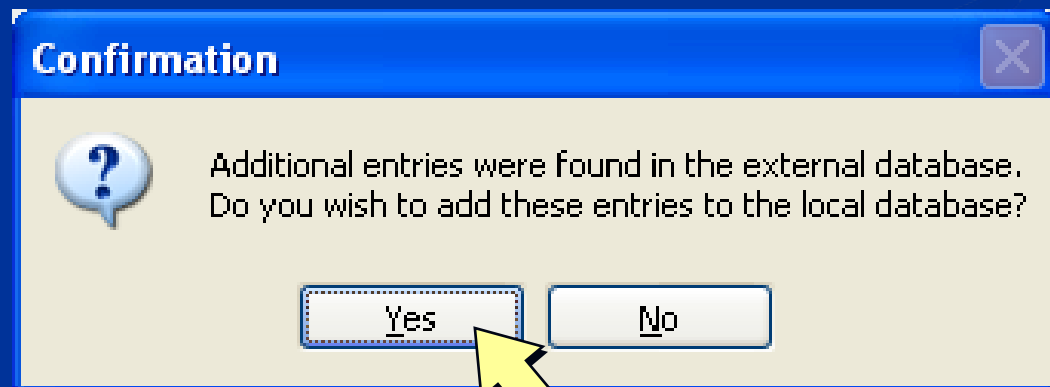 Confirmation
Additional entries were found in the external database.
Do you wish to add these entries to the local database?
Yes No